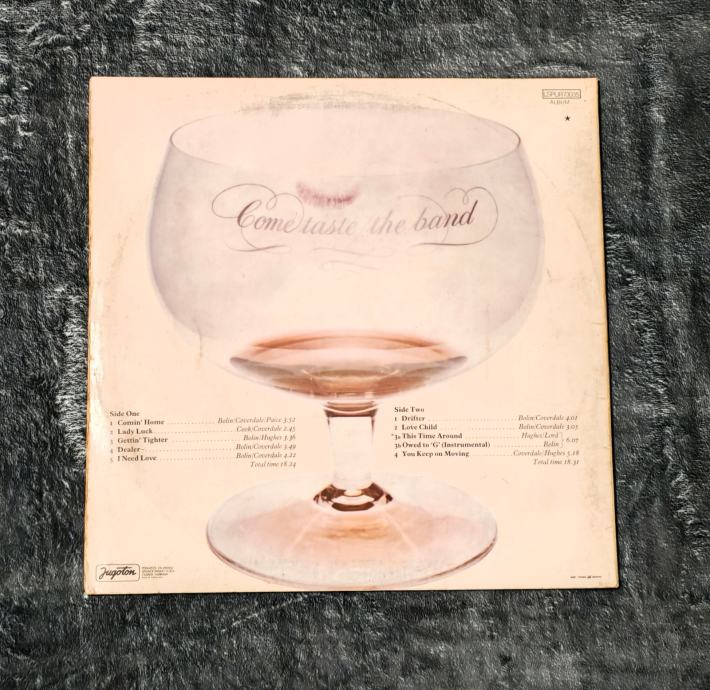 LSPUR73035
ALBUM
★
Come taste the band
Side One
1 Comin' Home ........ Bolin/Coverdale/Paice 3.52
2 Lady Luck ........ Cook/Coverdale 2.45
3 Gettin' Tighter ........ Bolin/Hughes 3.36
4 Dealer ........ Bolin/Coverdale 3.49
5 I Need Love ........ Bolin/Coverdale 4.22
Total time 18.24
Side Two
1 Drifter ........ Bolin/Coverdale 4.01
2 Love Child ........ Bolin/Coverdale 3.05
*3a This Time Around Hughes/Lord
3b Owed to 'G' (Instrumental) Bolin } 6.07
4 You Keep on Moving ........ Coverdale/Hughes 5.18
Total time 18.31
Jugoton